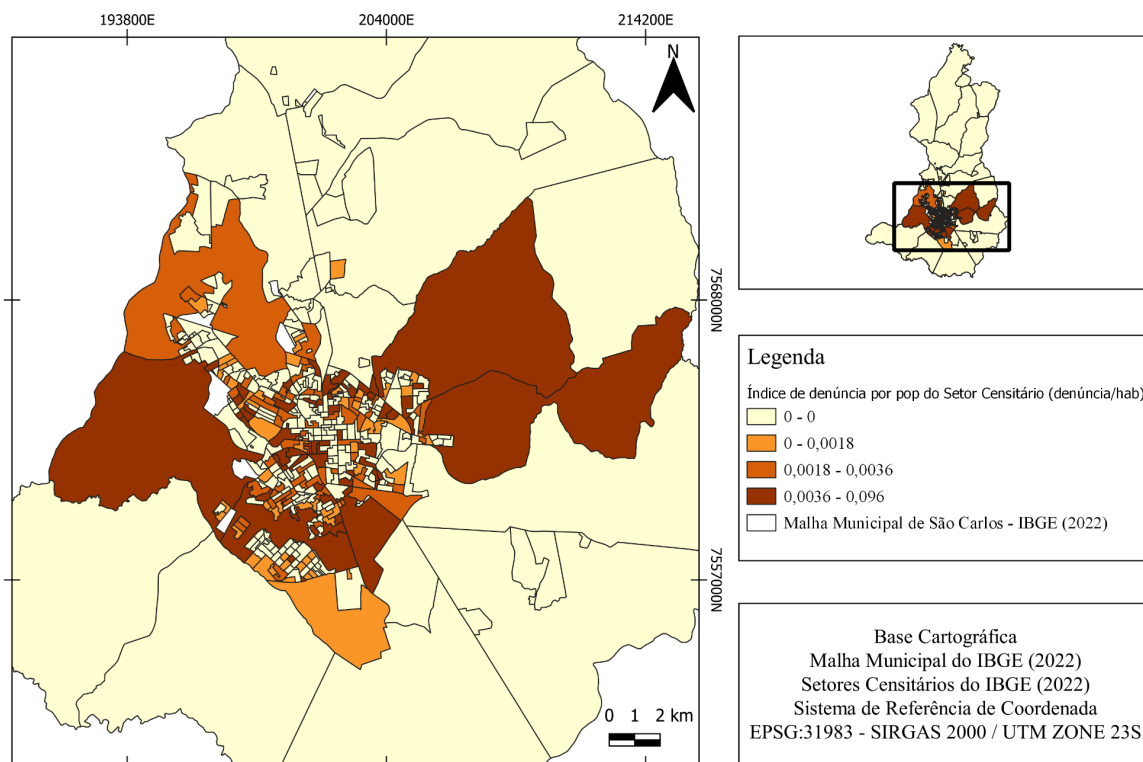 193800E
204000E
214200E
N
7568000N
7557000N
0 1 2 km
Legenda
Índice de denúncia por pop do Setor Censitário (denúncia/hab)
0 - 0
0 - 0,0018
0,0018 - 0,0036
0,0036 - 0,096
Malha Municipal de São Carlos - IBGE (2022)
Base Cartográfica
Malha Municipal do IBGE (2022)
Setores Censitários do IBGE (2022)
Sistema de Referência de Coordenada
EPSG:31983 - SIRGAS 2000 / UTM ZONE 23S